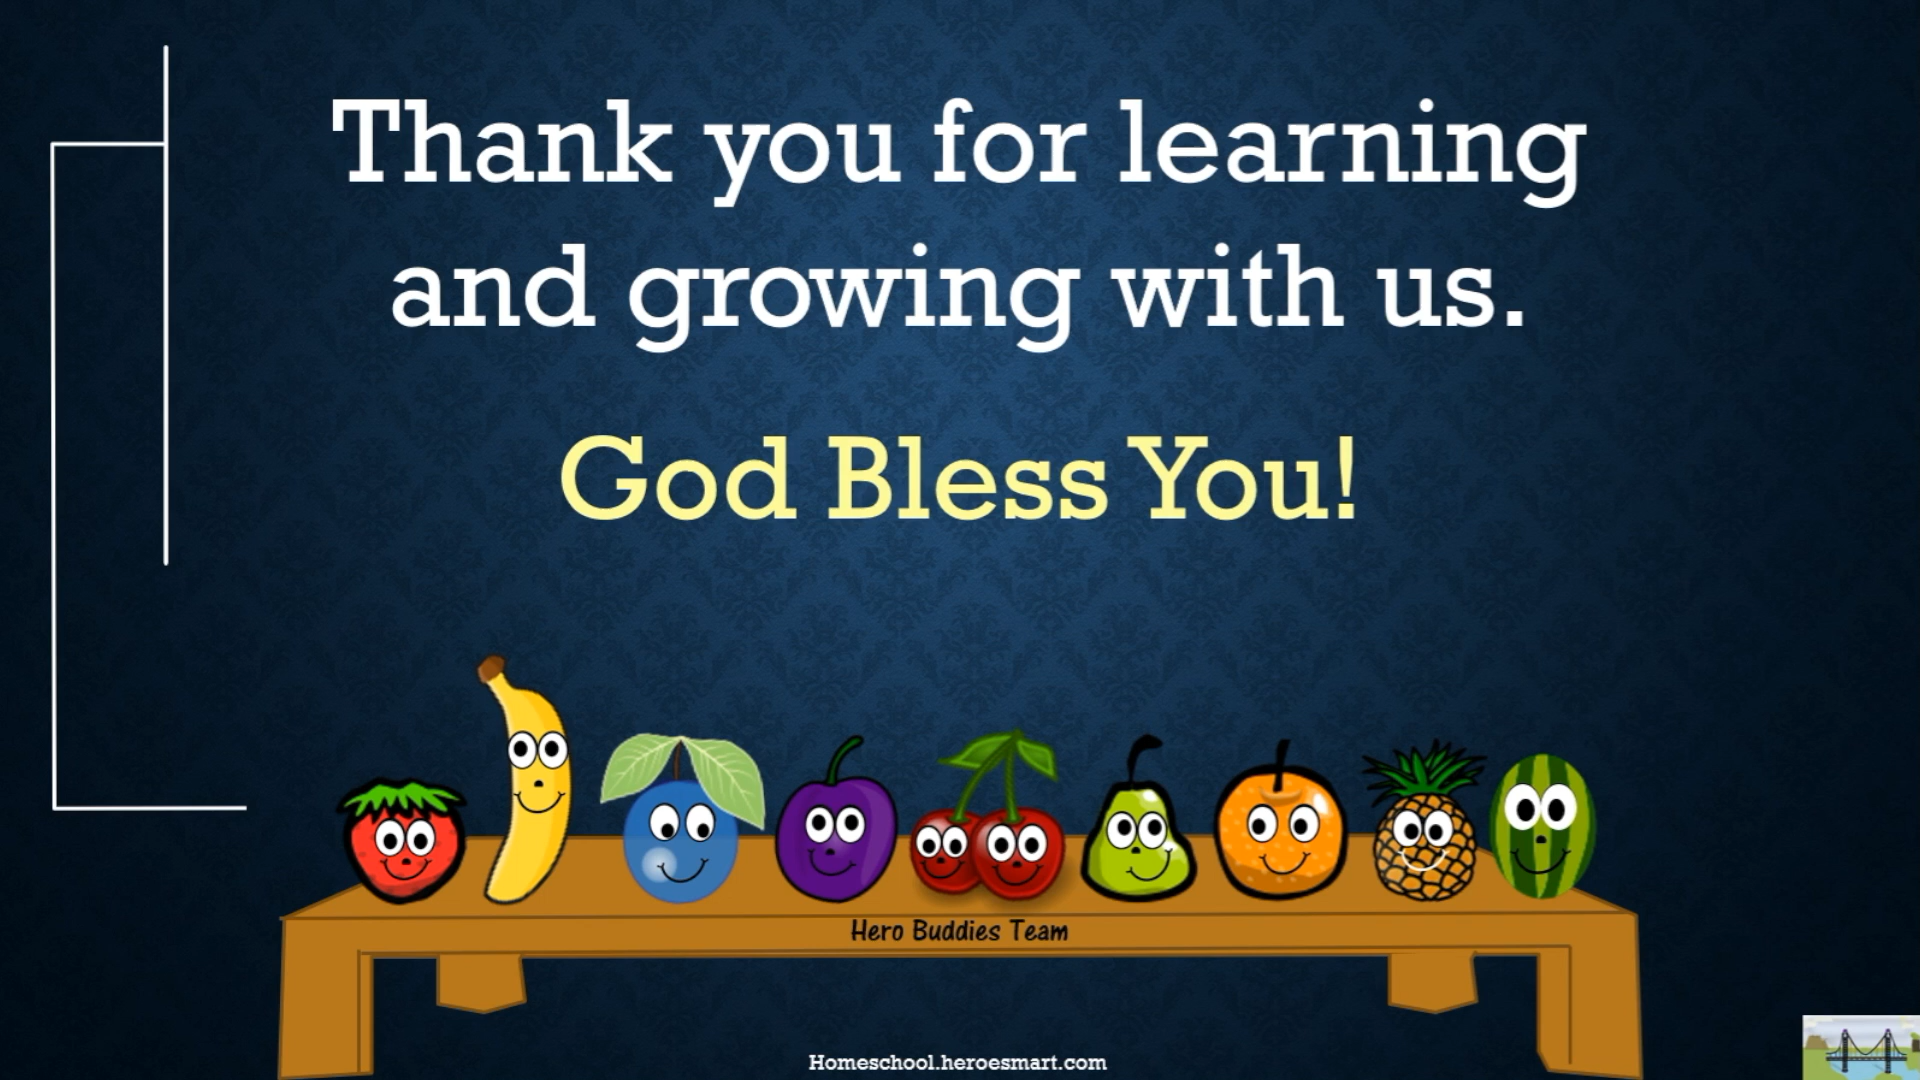 Thank you for learning
and growing with us.
God Bless You!
Hero Buddies Team
Homeschool.heroesmart.com